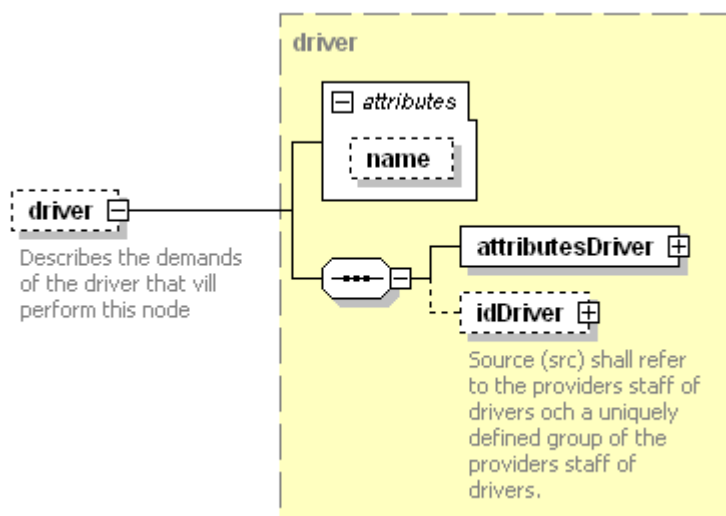 driver
attributes
name
driver
Describes the demands
of the driver that vill
perform this node
attributesDriver
idDriver
Source (src) shall refer
to the providers staff of
drivers och a uniquely
defined group of the
providers staff of
drivers.